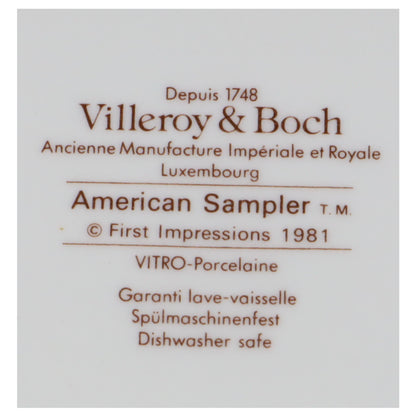 Depuis 1748
Villeroy & Boch
Ancienne Manufacture Impériale et Royale
Luxembourg
American Sampler T.M.
© First Impressions 1981
VITRO-Porcelaine
Garanti lave-vaisselle
Spülmaschinenfest
Dishwasher safe